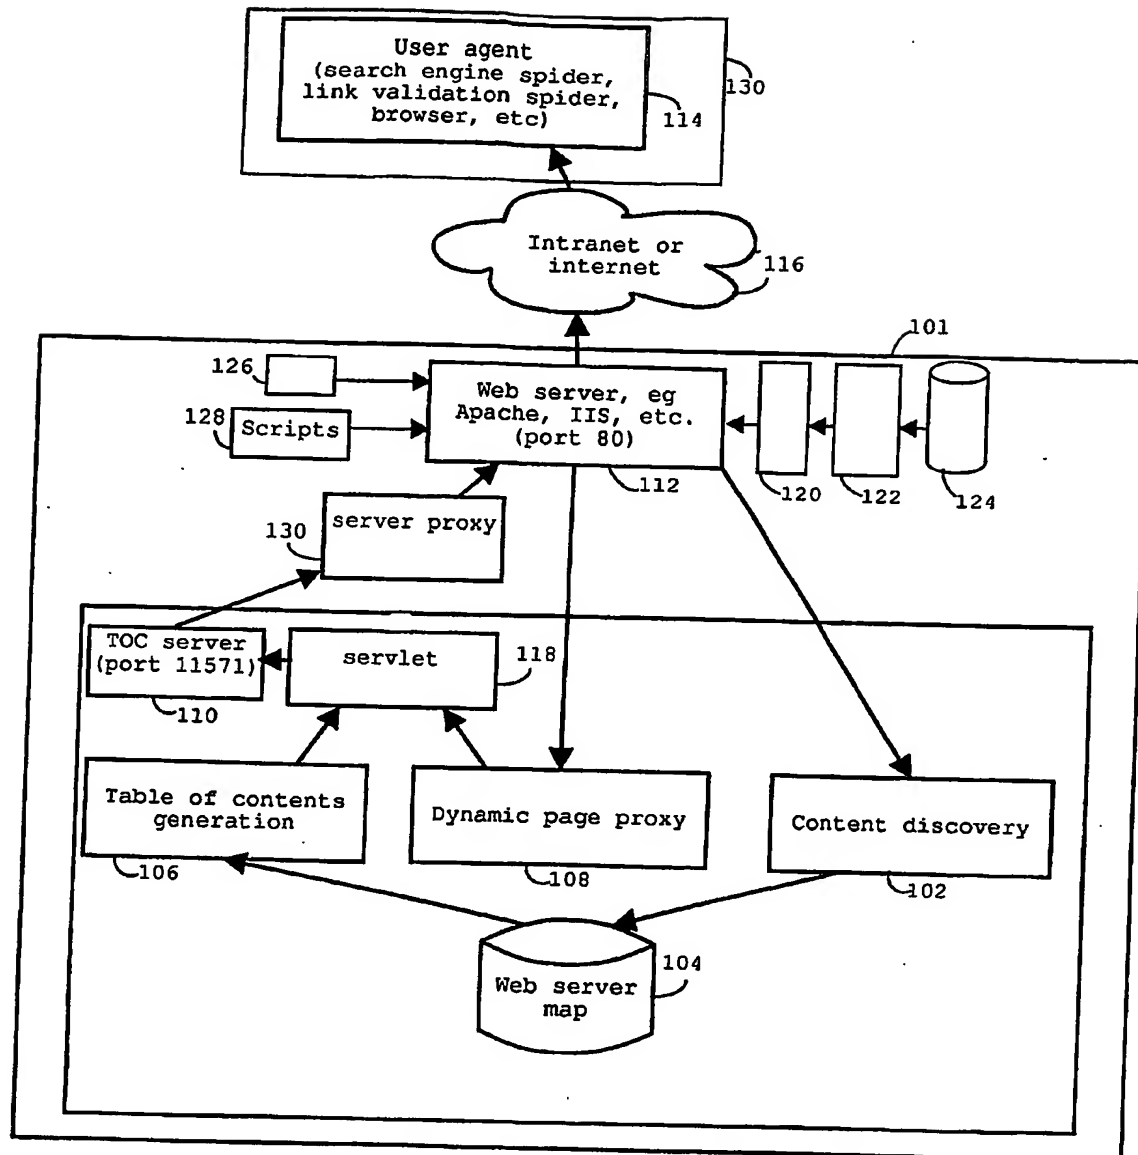 User agent
(search engine spider,
link validation spider,
browser, etc)
114
130
Intranet or
internet
116
101
126
128
Scripts
Web server, eg
Apache, IIS, etc.
(port 80)
112
120
122
124
server proxy
130
TOC server
(port 11571)
110
servlet
118
Table of contents
generation
106
Dynamic page proxy
108
Content discovery
102
Web server
map
104